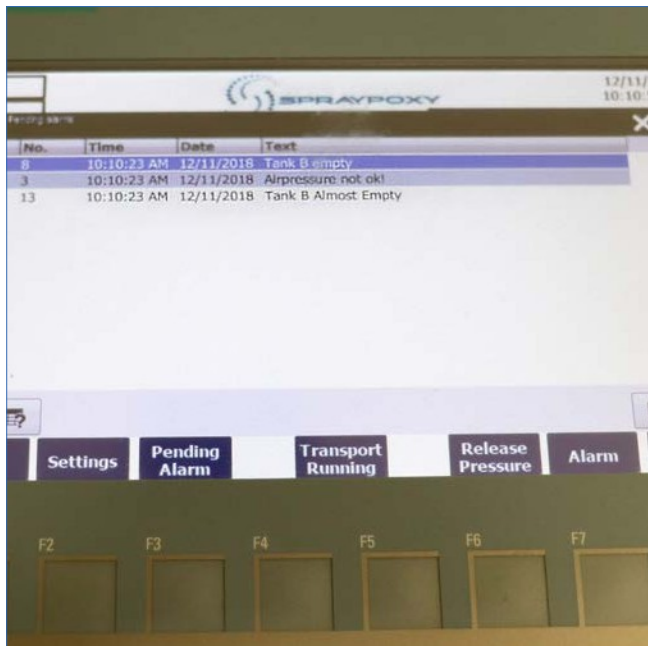 12/11/
SPRAYPOXY
10:10:
Pending alarms
No. Time Date Text
8 10:10:23 AM 12/11/2018 Tank B empty
3 10:10:23 AM 12/11/2018 Airpressure not ok!
13 10:10:23 AM 12/11/2018 Tank B Almost Empty
?
Settings
Pending
Alarm
Transport
Running
Release
Pressure
Alarm
F2 F3 F4 F5 F6 F7